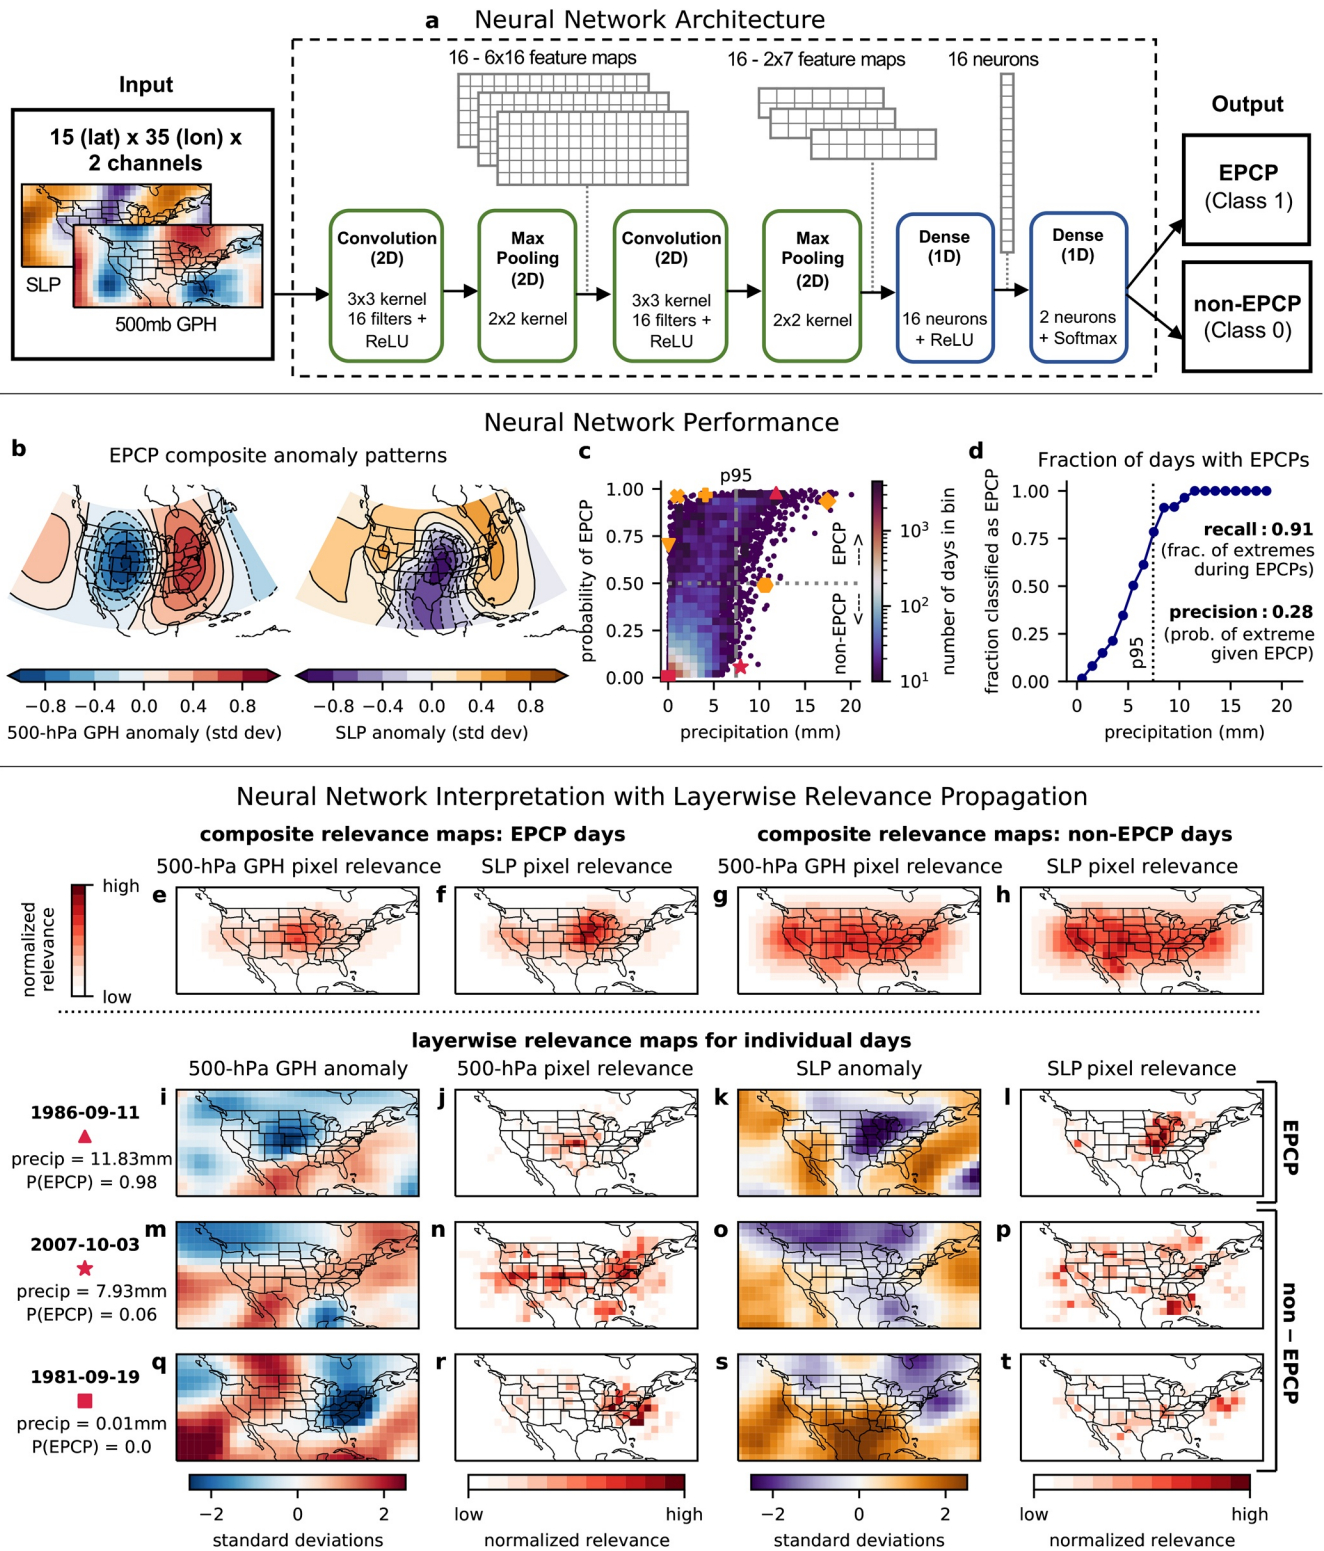 a Neural Network Architecture
Input
15 (lat) x 35 (lon) x
2 channels
SLP
500mb GPH
16 - 6x16 feature maps
16 - 2x7 feature maps
16 neurons
Convolution
(2D)
3x3 kernel
16 filters +
ReLU
Max
Pooling
(2D)
2x2 kernel
Convolution
(2D)
3x3 kernel
16 filters +
ReLU
Max
Pooling
(2D)
2x2 kernel
Dense
(1D)
16 neurons
+ ReLU
Dense
(1D)
2 neurons
+ Softmax
Output
EPCP
(Class 1)
non-EPCP
(Class 0)
Neural Network Performance
b
EPCP composite anomaly patterns
−0.8 −0.4 0.0 0.4 0.8
500-hPa GPH anomaly (std dev)
−0.8 −0.4 0.0 0.4 0.8
SLP anomaly (std dev)
c
p95
probability of EPCP
1.00
0.75
0.50
0.25
0.00
EPCP -->
non-EPCP <--
0 5 10 15 20
precipitation (mm)
10³
10²
10¹
number of days in bin
d
Fraction of days with EPCPs
fraction classified as EPCP
1.00
0.75
0.50
0.25
0.00
p95
recall : 0.91
(frac. of extremes
during EPCPs)
precision : 0.28
(prob. of extreme
given EPCP)
0 5 10 15 20
precipitation (mm)
Neural Network Interpretation with Layerwise Relevance Propagation
composite relevance maps: EPCP days
composite relevance maps: non-EPCP days
500-hPa GPH pixel relevance
SLP pixel relevance
500-hPa GPH pixel relevance
SLP pixel relevance
normalized
relevance
high
low
e
f
g
h
layerwise relevance maps for individual days
500-hPa GPH anomaly
500-hPa pixel relevance
SLP anomaly
SLP pixel relevance
1986-09-11
precip = 11.83mm
P(EPCP) = 0.98
i
j
k
l
EPCP
2007-10-03
precip = 7.93mm
P(EPCP) = 0.06
m
n
o
p
non − EPCP
1981-09-19
precip = 0.01mm
P(EPCP) = 0.0
q
r
s
t
−2 0 2
standard deviations
low high
normalized relevance
−2 0 2
standard deviations
low high
normalized relevance